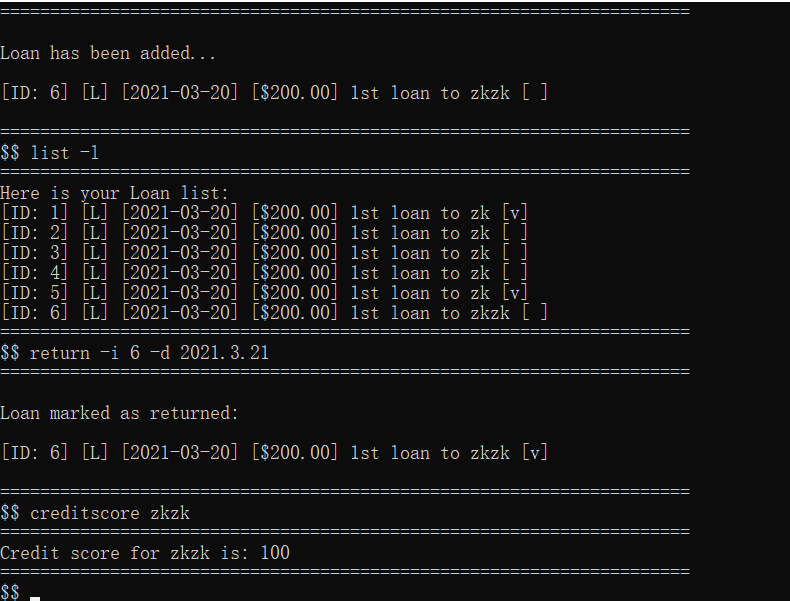 =====================================================================
Loan has been added...
[ID: 6] [L] [2021-03-20] [$200.00] 1st loan to zkzk [ ]
=====================================================================
$$ list -l
=====================================================================
Here is your Loan list:
[ID: 1] [L] [2021-03-20] [$200.00] 1st loan to zk [v]
[ID: 2] [L] [2021-03-20] [$200.00] 1st loan to zk [ ]
[ID: 3] [L] [2021-03-20] [$200.00] 1st loan to zk [ ]
[ID: 4] [L] [2021-03-20] [$200.00] 1st loan to zk [ ]
[ID: 5] [L] [2021-03-20] [$200.00] 1st loan to zk [v]
[ID: 6] [L] [2021-03-20] [$200.00] 1st loan to zkzk [ ]
=====================================================================
$$ return -i 6 -d 2021.3.21
=====================================================================
Loan marked as returned:
[ID: 6] [L] [2021-03-20] [$200.00] 1st loan to zkzk [v]
=====================================================================
$$ creditscore zkzk
=====================================================================
Credit score for zkzk is: 100
=====================================================================
$$